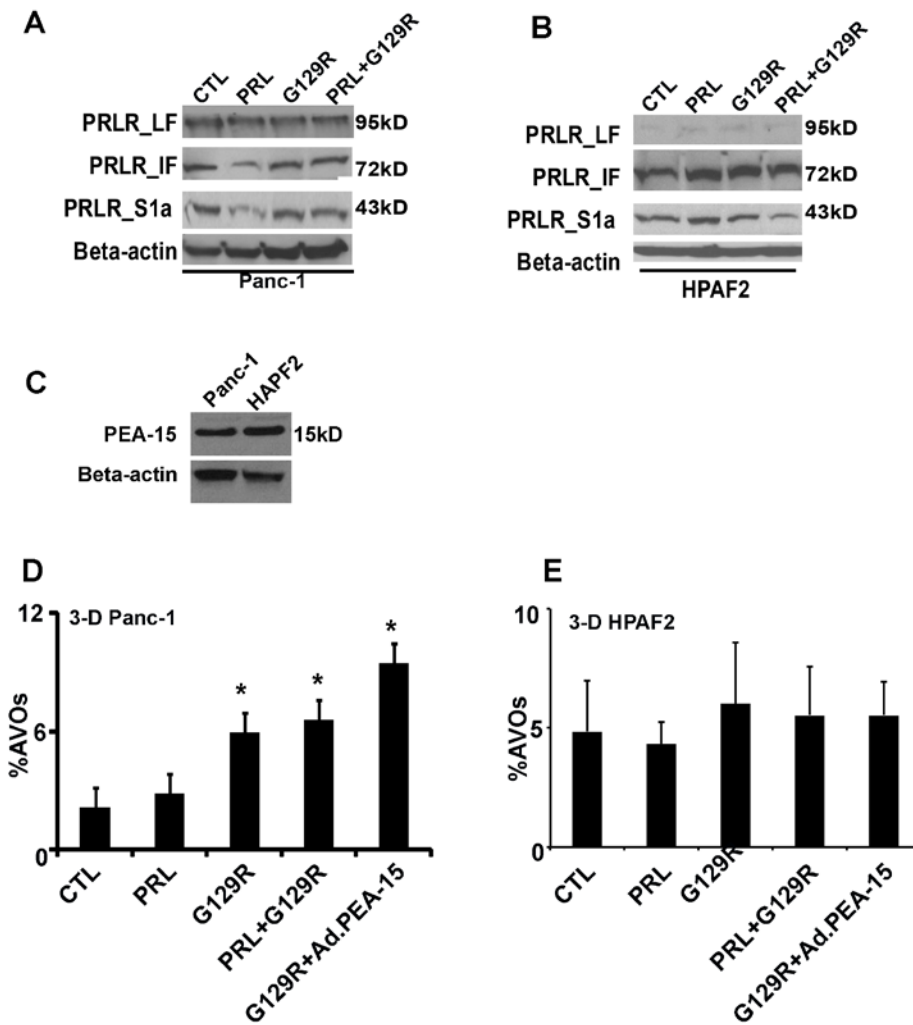 A
CTL PRL G129R PRL+G129R
PRLR_LF 95kD
PRLR_IF 72kD
PRLR_S1a 43kD
Beta-actin
Panc-1
B
CTL PRL G129R PRL+G129R
PRLR_LF 95kD
PRLR_IF 72kD
PRLR_S1a 43kD
Beta-actin
HPAF2
C
Panc-1 HAPF2
PEA-15 15kD
Beta-actin
D
3-D Panc-1
%AVOs
12
6
0
* * *
CTL PRL G129R PRL+G129R G129R+Ad.PEA-15
E
3-D HPAF2
%AVOs
10
5
0
CTL PRL G129R PRL+G129R G129R+Ad.PEA-15